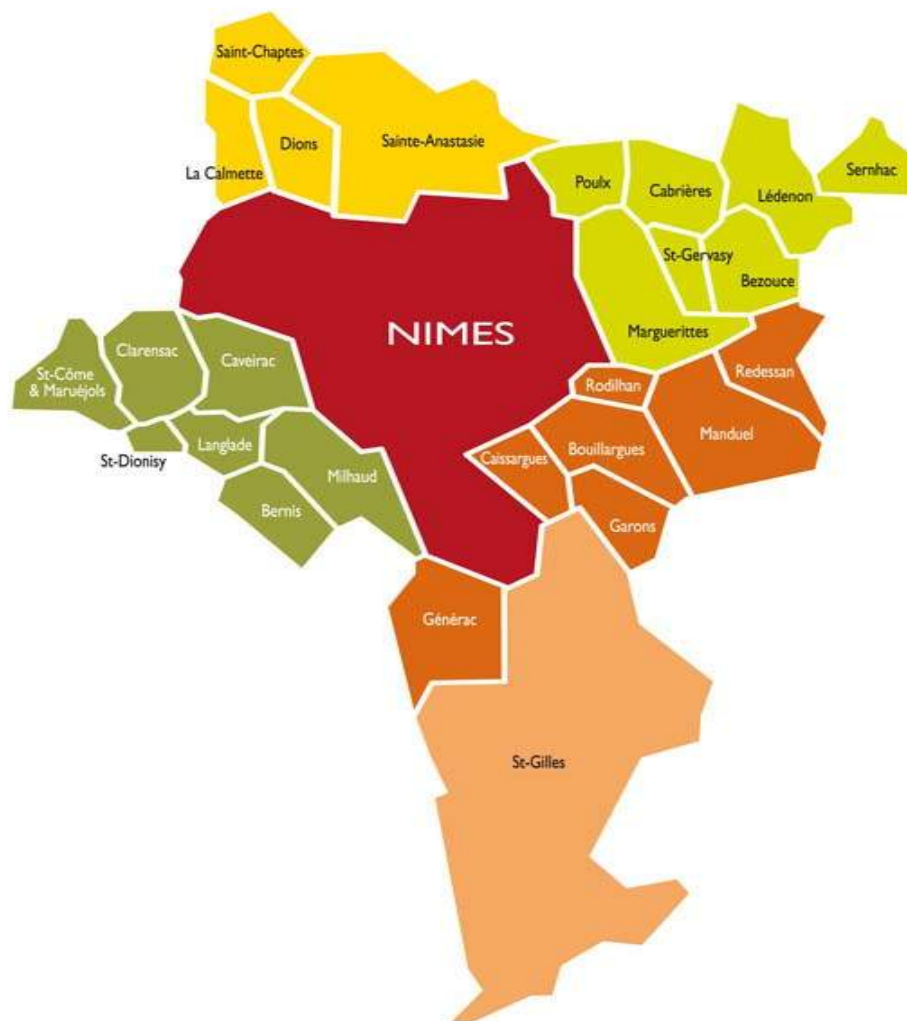 Saint-Chaptes
Dions
Sainte-Anastasie
La Calmette
Poulx
Cabrières
Lédenon
Sernhac
St-Gervasy
Bezouce
NIMES
Marguerittes
Clarensac
Caveirac
St-Côme
& Maruéjols
Redessan
Rodilhan
Manduel
St-Dionisy
Langlade
Caissargues
Bouillargues
Milhaud
Bernis
Garons
Générac
St-Gilles